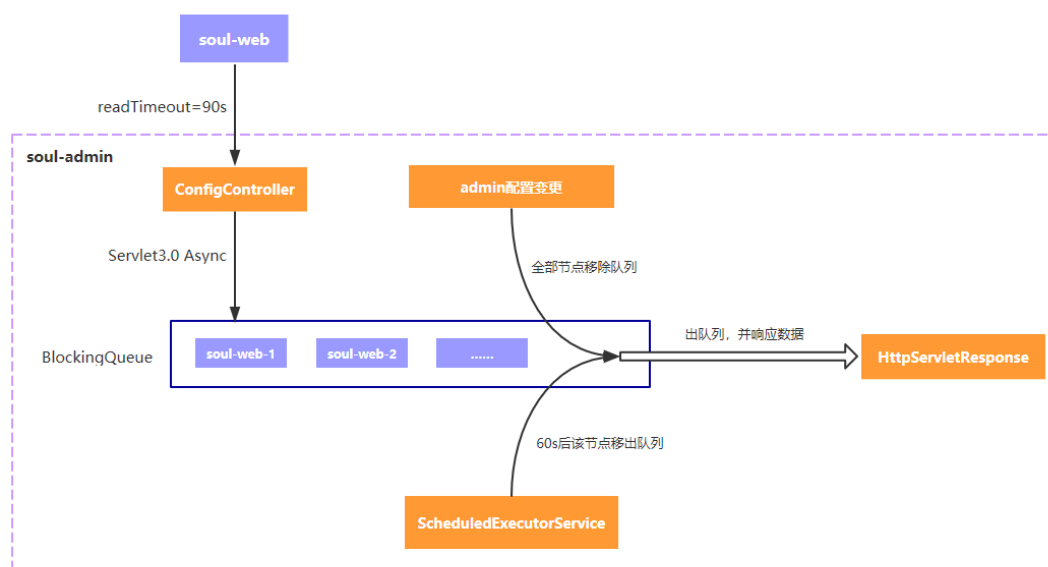 soul-web
readTimeout=90s
soul-admin
ConfigController
admin配置变更
Servlet3.0 Async
全部节点移除队列
BlockingQueue
soul-web-1
soul-web-2
......
出队列，并响应数据
HttpServletResponse
60s后该节点移出队列
ScheduledExecutorService